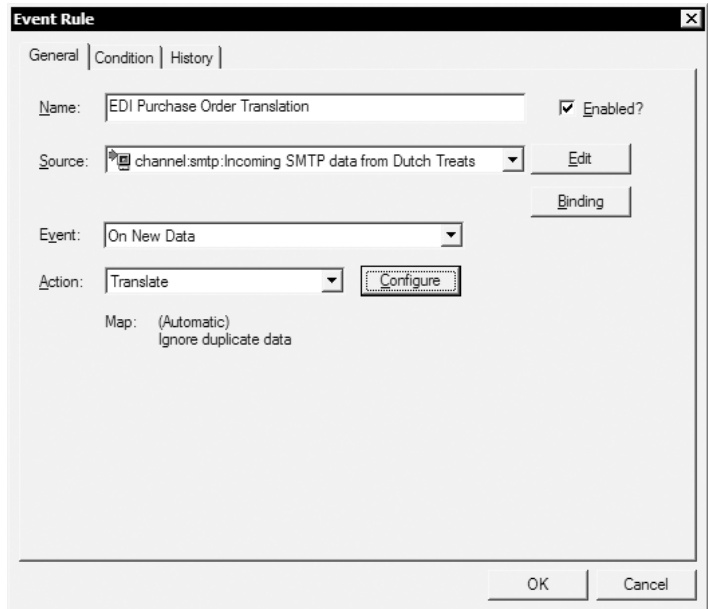 Event Rule
General Condition History
Name: EDI Purchase Order Translation Enabled?
Source: channel:smtp:Incoming SMTP data from Dutch Treats Edit
Binding
Event: On New Data
Action: Translate Configure
Map: (Automatic)
Ignore duplicate data
OK Cancel